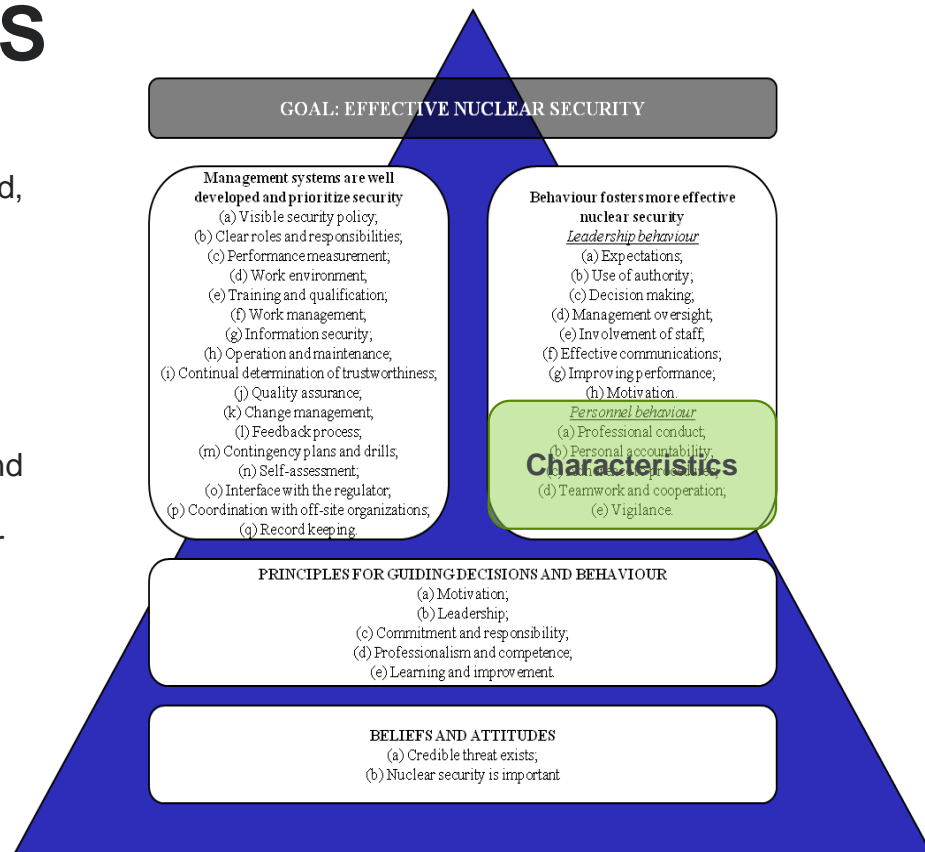 s
d,
nd
r
GOAL: EFFECTIVE NUCLEAR SECURITY
Management systems are well
developed and prioritize security
(a) Visible security policy;
(b) Clear roles and responsibilities;
(c) Performance measurement;
(d) Work environment;
(e) Training and qualification;
(f) Work management;
(g) Information security;
(h) Operation and maintenance;
(i) Continual determination of trustworthiness;
(j) Quality assurance;
(k) Change management;
(l) Feedback process;
(m) Contingency plans and drills;
(n) Self-assessment;
(o) Interface with the regulator;
(p) Coordination with off-site organizations;
(q) Record keeping.
Behaviour fosters more effective
nuclear security
Leadership behaviour
(a) Expectations;
(b) Use of authority;
(c) Decision making;
(d) Management oversight;
(e) Involvement of staff;
(f) Effective communications;
(g) Improving performance;
(h) Motivation.
Personnel behaviour
(a) Professional conduct;
(b) Personal accountability;
Characteristics
(c) Adherence to procedures;
(d) Teamwork and cooperation;
(e) Vigilance.
PRINCIPLES FOR GUIDING DECISIONS AND BEHAVIOUR
(a) Motivation;
(b) Leadership;
(c) Commitment and responsibility;
(d) Professionalism and competence;
(e) Learning and improvement.
BELIEFS AND ATTITUDES
(a) Credible threat exists;
(b) Nuclear security is important